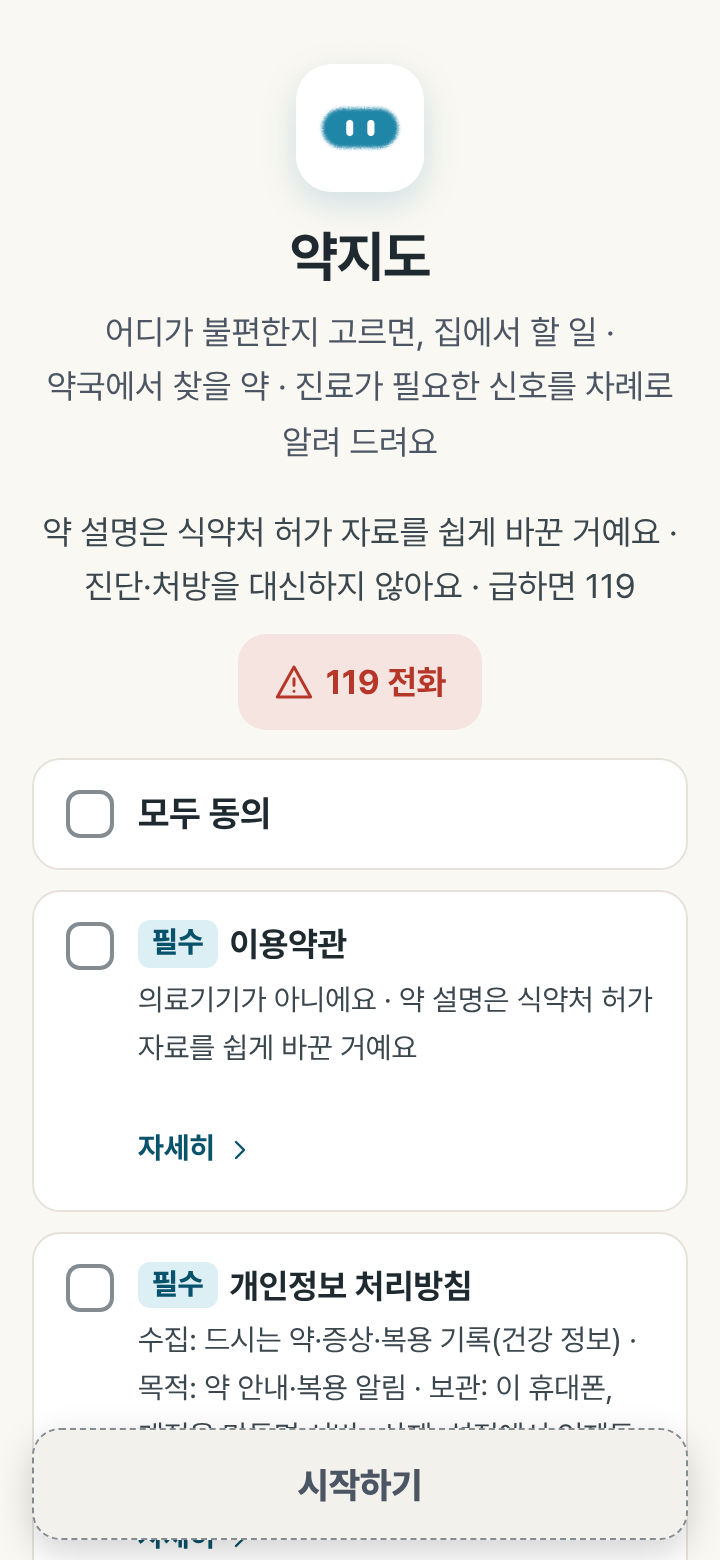 약지도
어디가 불편한지 고르면, 집에서 할 일 ·
약국에서 찾을 약 · 진료가 필요한 신호를 차례로
알려 드려요
약 설명은 식약처 허가 자료를 쉽게 바꾼 거예요 ·
진단·처방을 대신하지 않아요 · 급하면 119
119 전화
모두 동의
필수 이용약관
의료기기가 아니에요 · 약 설명은 식약처 허가
자료를 쉽게 바꾼 거예요
자세히
필수 개인정보 처리방침
수집: 드시는 약·증상·복용 기록(건강 정보) ·
목적: 약 안내·복용 알림 · 보관: 이 휴대폰,
시작하기